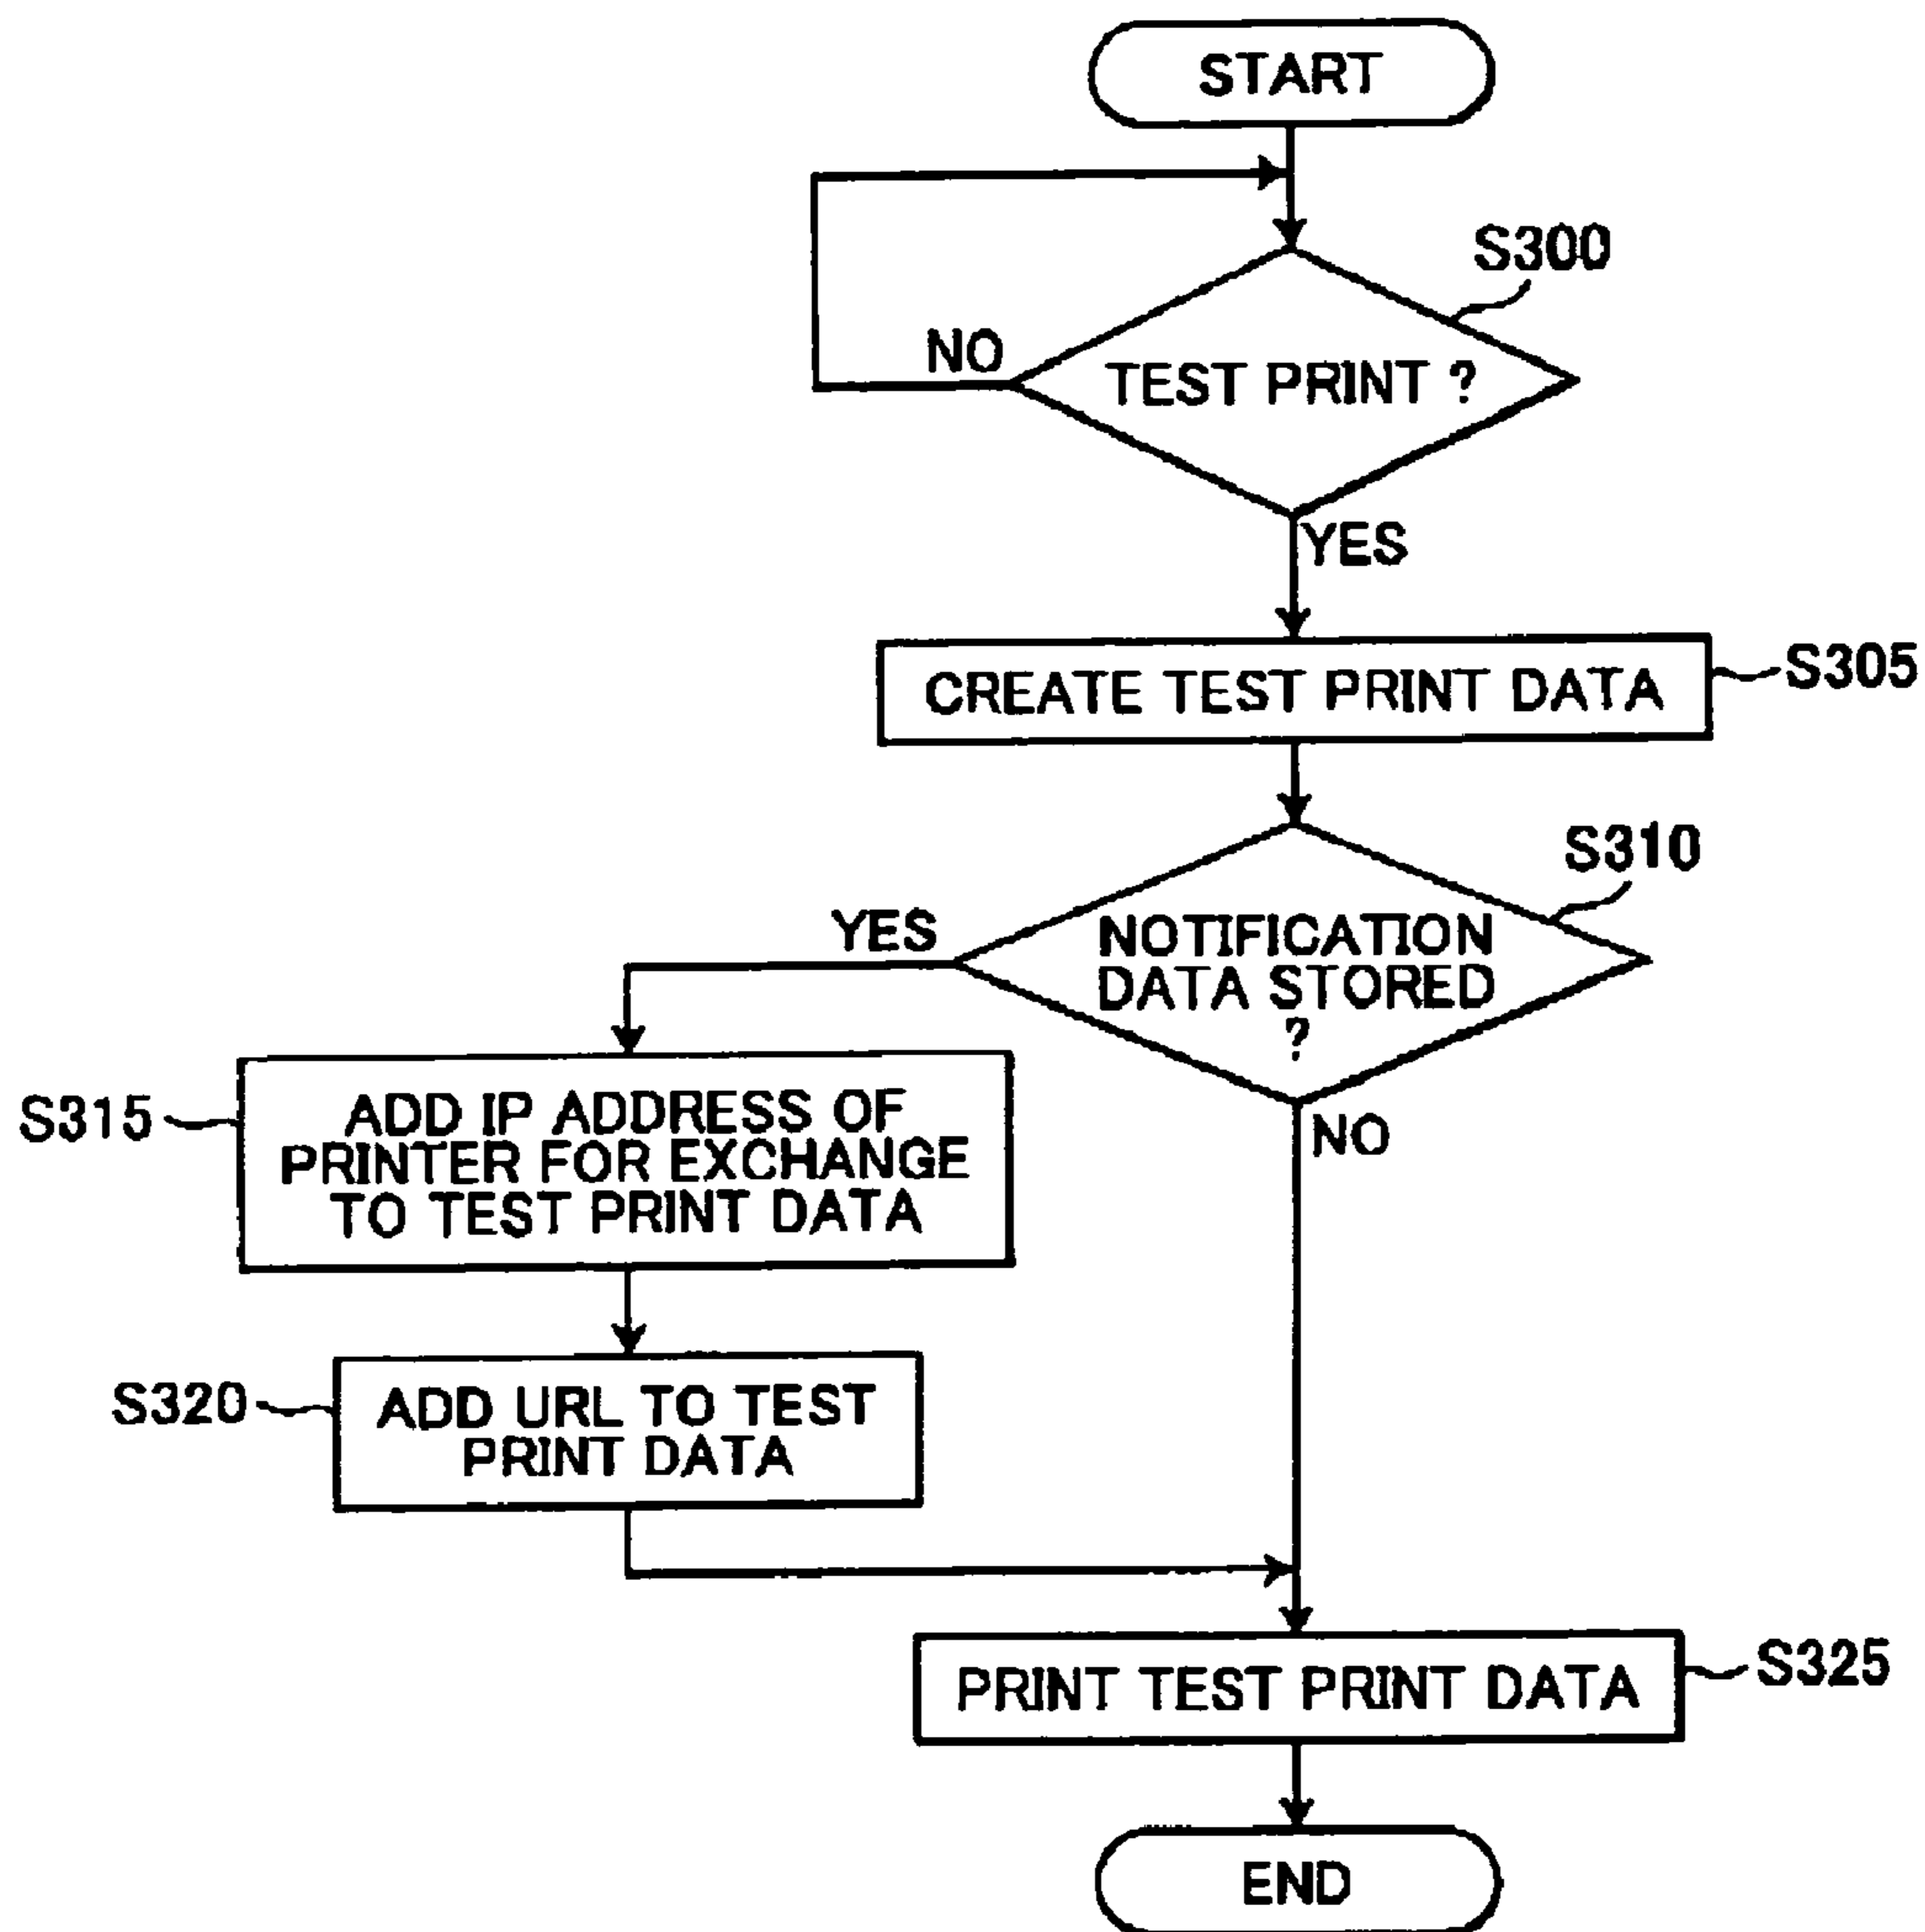 START
S300
NO
TEST PRINT ?
YES
CREATE TEST PRINT DATA
S305
S310
YES
NOTIFICATION
DATA STORED
?
NO
S315
ADD IP ADDRESS OF
PRINTER FOR EXCHANGE
TO TEST PRINT DATA
S320
ADD URL TO TEST
PRINT DATA
PRINT TEST PRINT DATA
S325
END